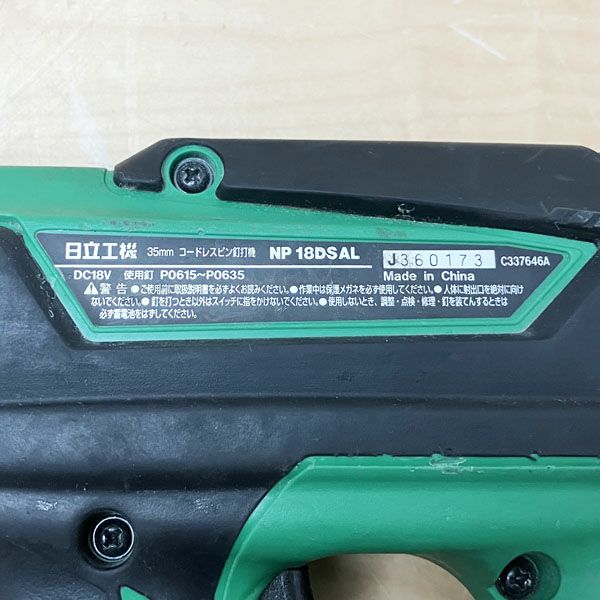 日立工機 35mm コードレスピン釘打機 NP 18DSAL J360173 C337646A
DC18V 使用釘 P0615~P0635 Made in China
⚠警告 ●ご使用前に取扱説明書を必ずよくお読みください。●作業中は保護メガネを必ず使用してください。●人体に射出口を絶対に向け
ないでください。●釘を打つとき以外はスイッチに指をかけないでください。●使用しないとき、調整・点検・修理・釘を装てんするときは
必ず蓄電池をはずしてください。